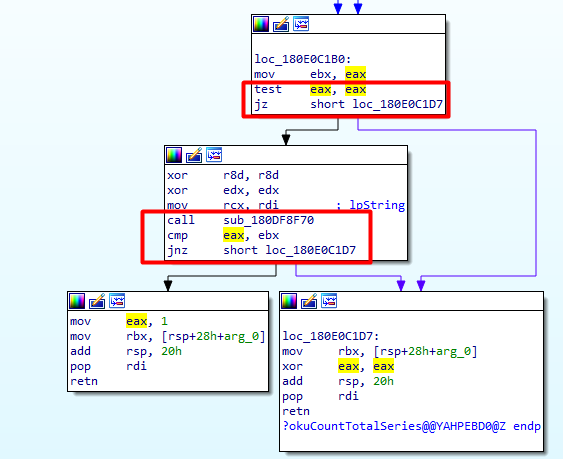 loc_180E0C1B0:
mov ebx, eax
test eax, eax
jz short loc_180E0C1D7
xor r8d, r8d
xor edx, edx
mov rcx, rdi ; lpString
call sub_180DF8F70
cmp eax, ebx
jnz short loc_180E0C1D7
mov eax, 1
mov rbx, [rsp+28h+arg_0]
add rsp, 20h
pop rdi
retn
loc_180E0C1D7:
mov rbx, [rsp+28h+arg_0]
xor eax, eax
add rsp, 20h
pop rdi
retn
?okuCountTotalSeries@@YAHPEBD0@Z endp